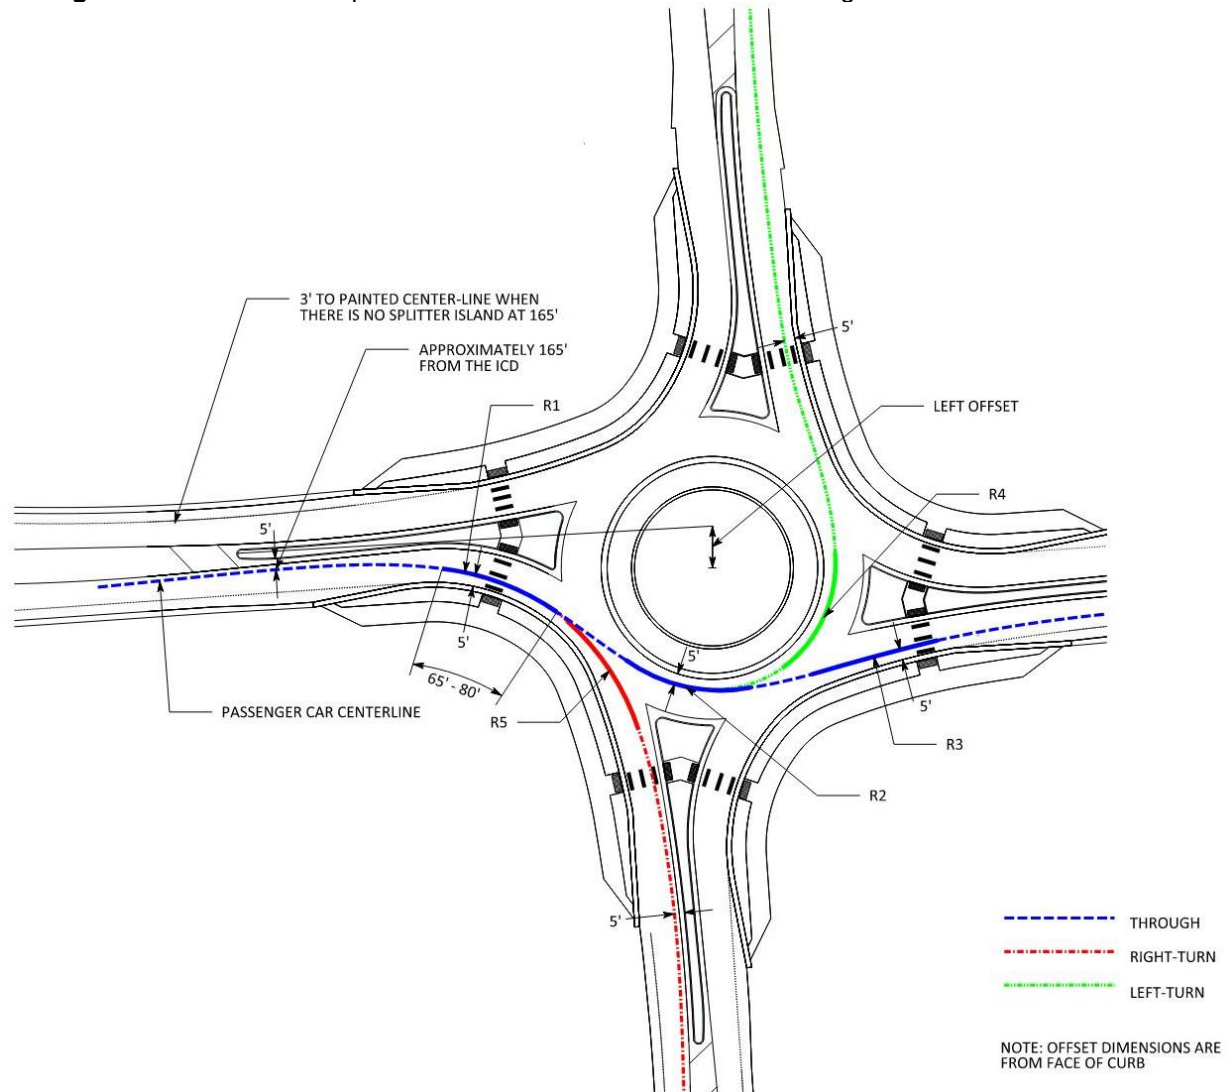 3' TO PAINTED CENTER-LINE WHEN
THERE IS NO SPLITTER ISLAND AT 165'
APPROXIMATELY 165'
FROM THE ICD
R1
5'
LEFT OFFSET
R4
5'
5'
5'
65' - 80'
PASSENGER CAR CENTERLINE
R5
5'
R3
R2
5'
THROUGH
RIGHT-TURN
LEFT-TURN
NOTE: OFFSET DIMENSIONS ARE
FROM FACE OF CURB